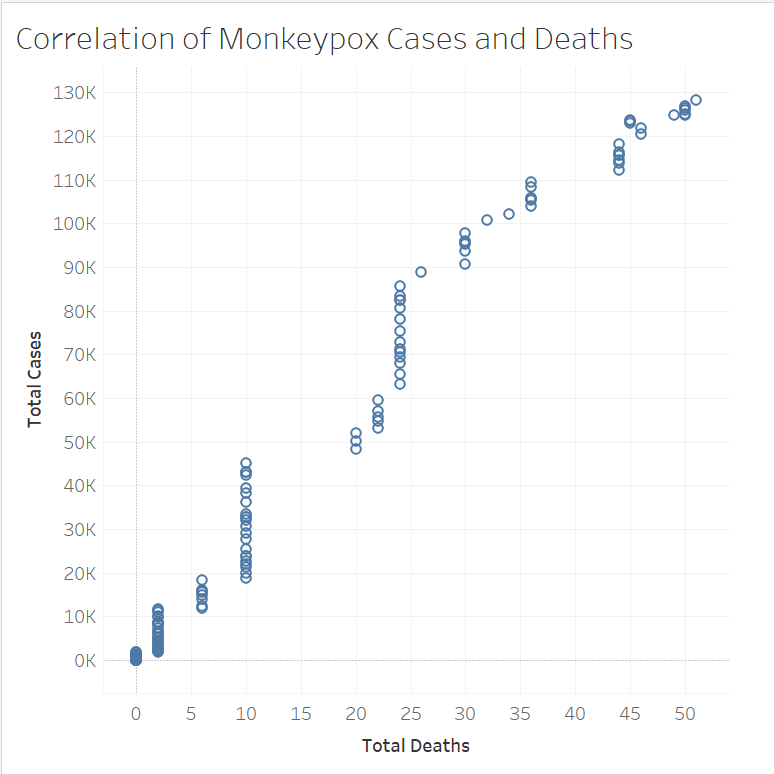 Correlation of Monkeypox Cases and Deaths
130K
120K
110K
100K
90K
80K
70K
60K
50K
40K
30K
20K
10K
0K
Total Cases
0 5 10 15 20 25 30 35 40 45 50
Total Deaths